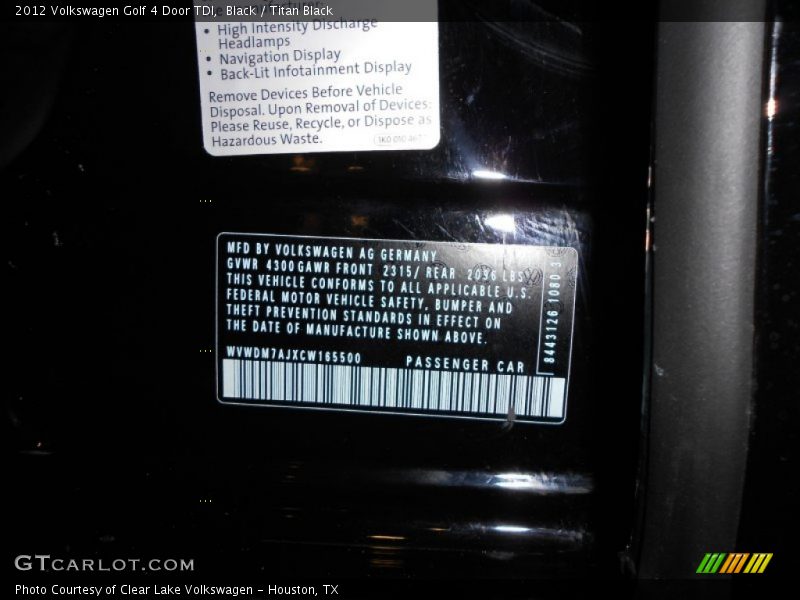 2012 Volkswagen Golf 4 Door TDI, Black / Titan Black
• High Intensity Discharge
Headlamps
• Navigation Display
• Back-Lit Infotainment Display
Remove Devices Before Vehicle
Disposal. Upon Removal of Devices:
Please Reuse, Recycle, or Dispose as
Hazardous Waste.
MFD BY VOLKSWAGEN AG GERMANY
GVWR 4300 GAWR FRONT 2315/ REAR 2036 LBS
THIS VEHICLE CONFORMS TO ALL APPLICABLE U.S.
FEDERAL MOTOR VEHICLE SAFETY, BUMPER AND
THEFT PREVENTION STANDARDS IN EFFECT ON
THE DATE OF MANUFACTURE SHOWN ABOVE.
WVWDM7AJXCW165500 PASSENGER CAR
8443126 1080 3
GTCARLOT.COM
Photo Courtesy of Clear Lake Volkswagen - Houston, TX